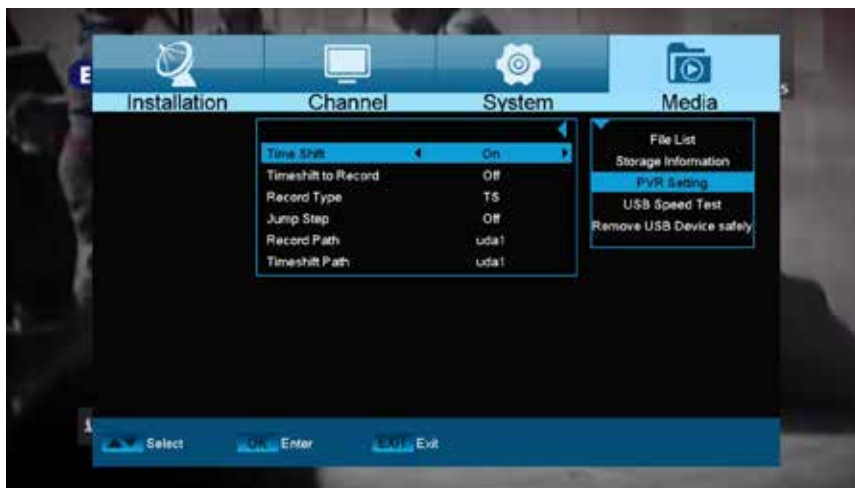 E
s
Installation Channel System Media
Time Shift On
Timeshift to Record Off
Record Type TS
Jump Step Off
Record Path uda1
Timeshift Path uda1
File List
Storage Information
PVR Setting
USB Speed Test
Remove USB Device safely
Select OK Enter EXIT Exit